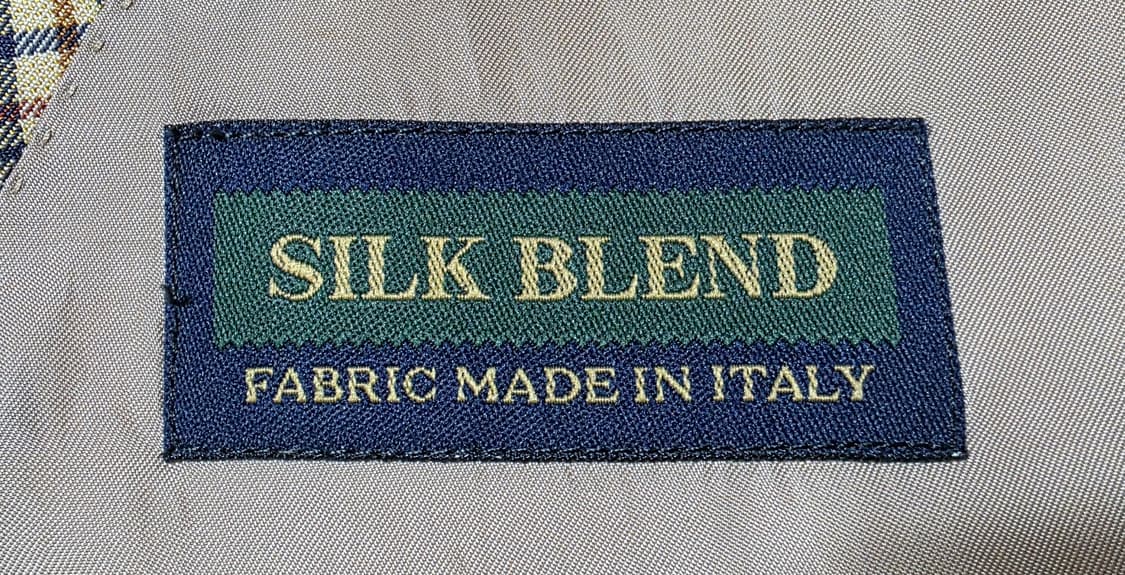 SILK BLEND
FABRIC MADE IN ITALY